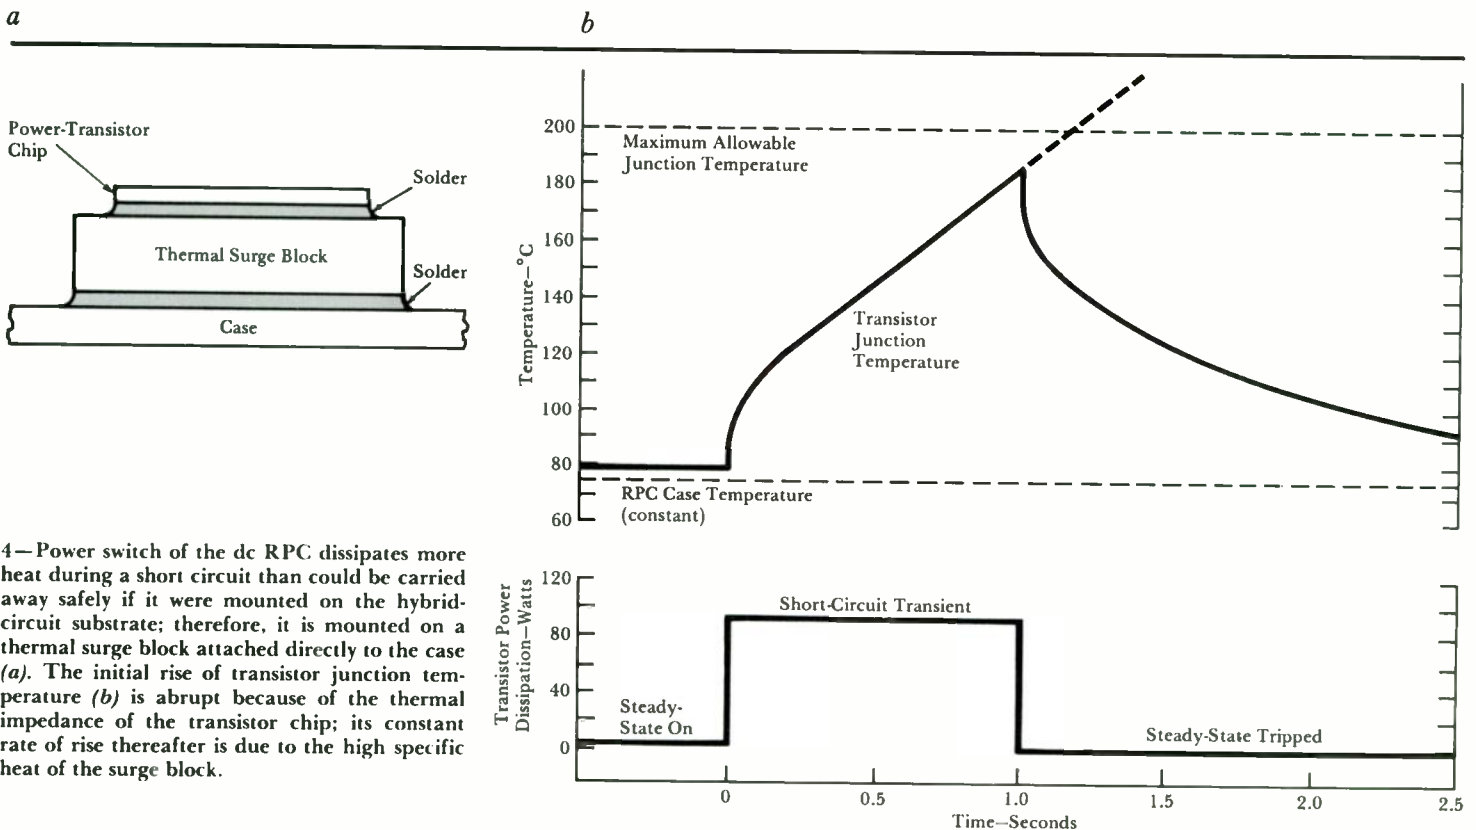 a
b
Power-Transistor
Chip
Solder
Thermal Surge Block
Solder
Case
4—Power switch of the dc RPC dissipates more
heat during a short circuit than could be carried
away safely if it were mounted on the hybrid-
circuit substrate; therefore, it is mounted on a
thermal surge block attached directly to the case
(a). The initial rise of transistor junction tem-
perature (b) is abrupt because of the thermal
impedance of the transistor chip; its constant
rate of rise thereafter is due to the high specific
heat of the surge block.
Temperature—°C
200
180
160
140
120
100
80
60
Maximum Allowable
Junction Temperature
Transistor
Junction
Temperature
RPC Case Temperature
(constant)
Transistor Power
Dissipation—Watts
120
80
40
0
Short-Circuit Transient
Steady-
State On
Steady-State Tripped
0
0.5
1.0
1.5
2.0
2.5
Time—Seconds